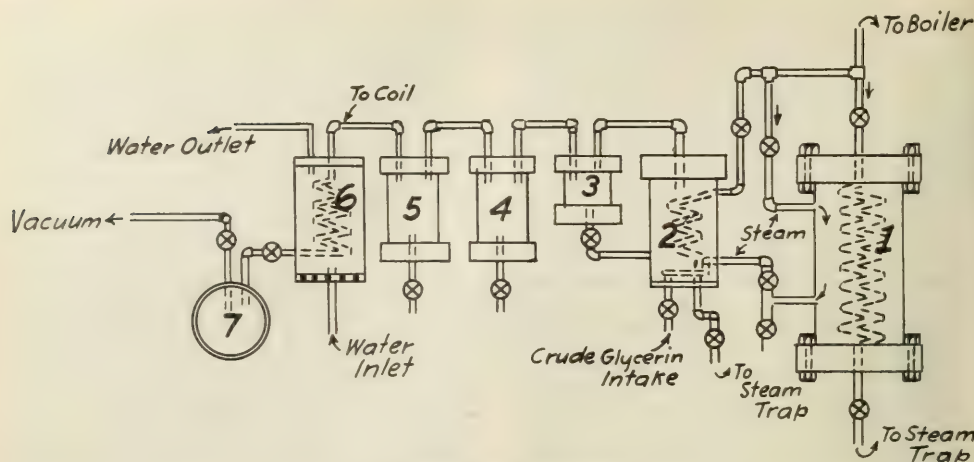 To Boiler
To Coil
Water Outlet
Vacuum
6
5
4
3
2
1
7
Steam
Water
Inlet
Crude Glycerin
Intake
To
Steam
Trap
To Steam
Trap